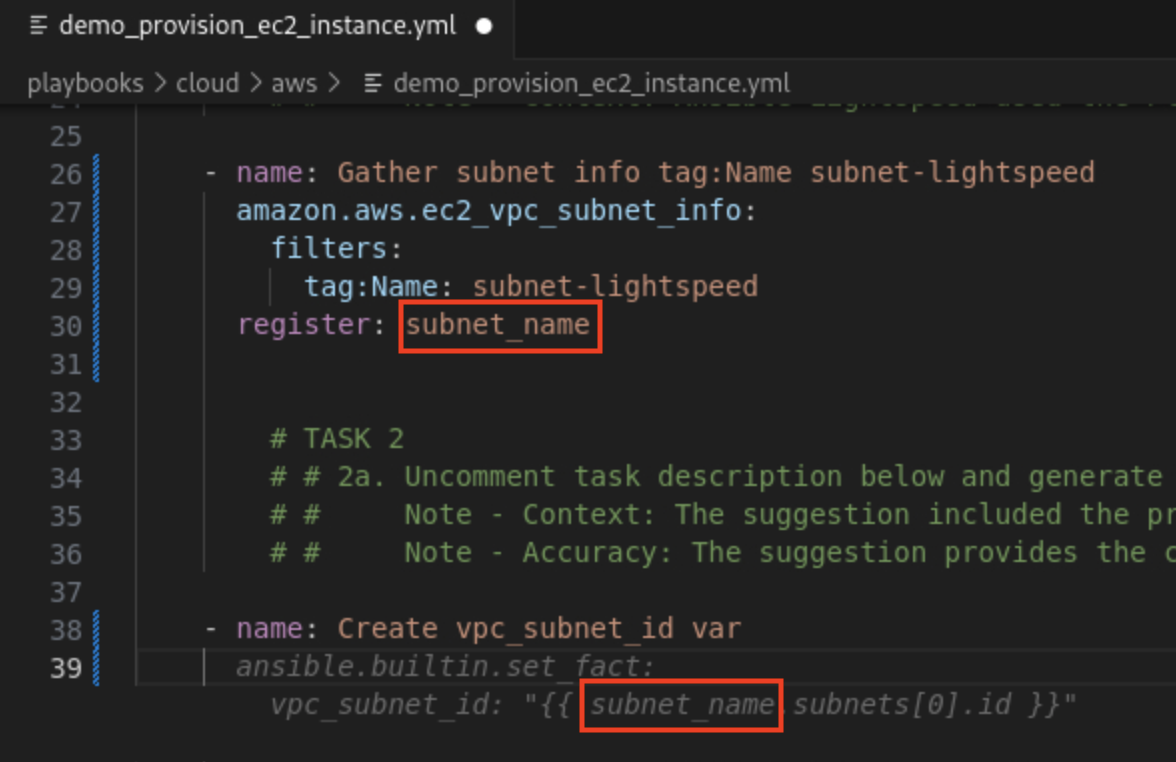 demo_provision_ec2_instance.yml
playbooks > cloud > aws > demo_provision_ec2_instance.yml
25
26 - name: Gather subnet info tag:Name subnet-lightspeed
27 amazon.aws.ec2_vpc_subnet_info:
28 filters:
29 tag:Name: subnet-lightspeed
30 register: subnet_name
31
32
33 # TASK 2
34 # # 2a. Uncomment task description below and generate
35 # # Note - Context: The suggestion included the pr
36 # # Note - Accuracy: The suggestion provides the c
37
38 - name: Create vpc_subnet_id var
39 ansible.builtin.set_fact:
vpc_subnet_id: "{{ subnet_name.subnets[0].id }}"